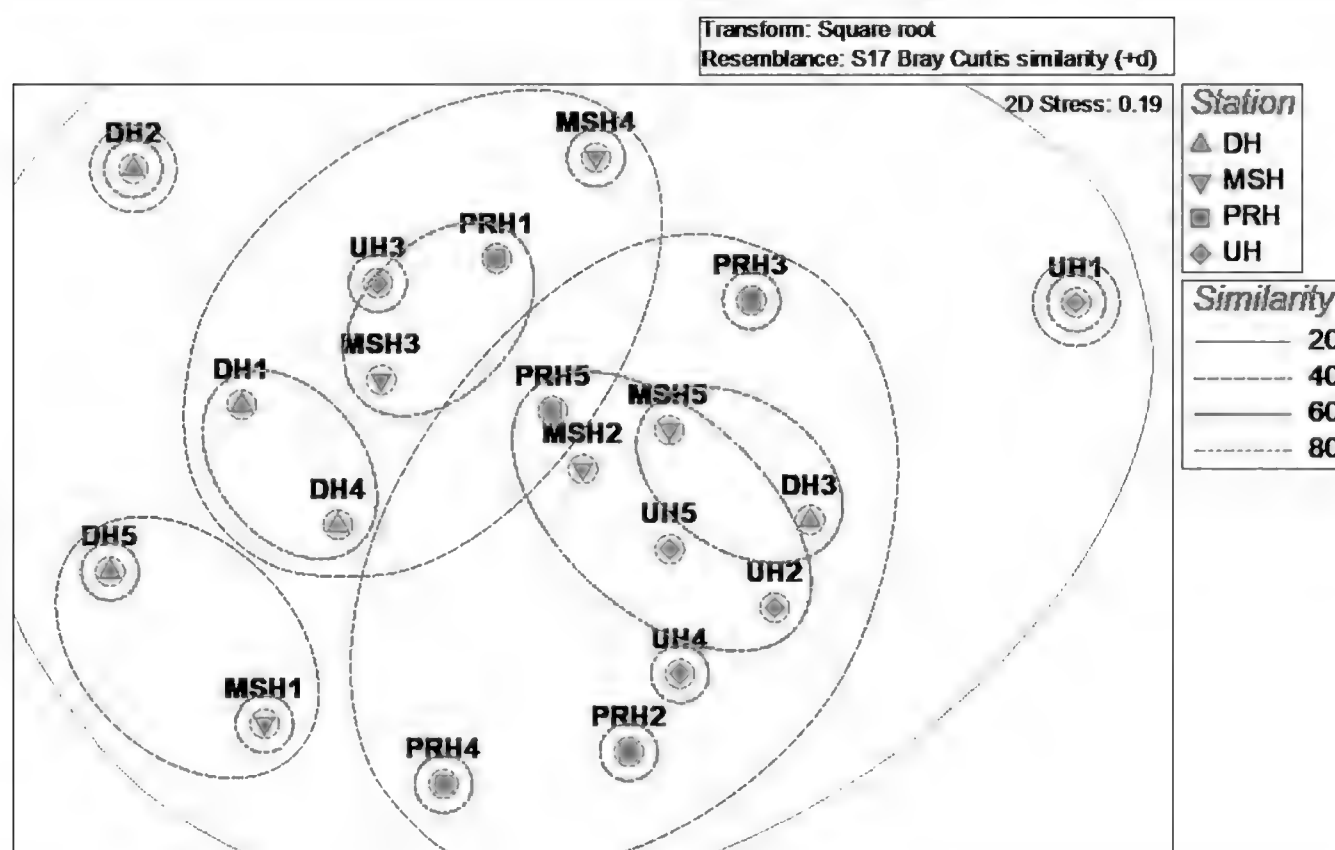 Transform: Square root
Resemblance: S17 Bray Curtis similarity (+d)
2D Stress: 0.19
Station
DH
MSH
PRH
UH
Similarity
20
40
60
80
DH2
MSH4
PRH1
UH3
PRH3
UH1
MSH3
DH1
PRH5
MSH5
MSH2
DH4
DH3
UH5
DH5
UH2
UH4
MSH1
PRH2
PRH4